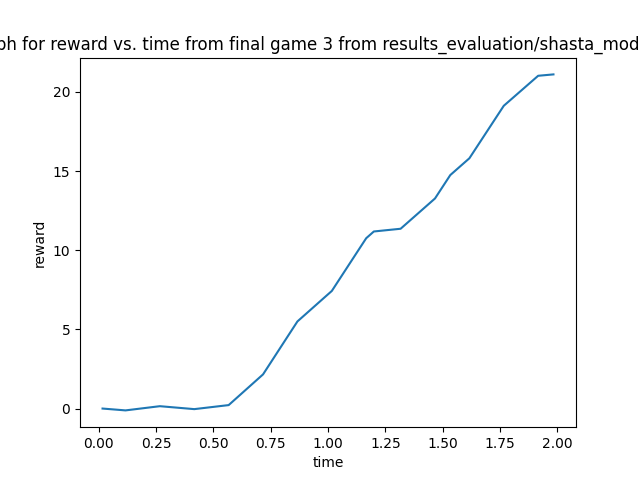 ph for reward vs. time from final game 3 from results_evaluation/shasta_mod
20
15
10
5
0
reward
0.00 0.25 0.50 0.75 1.00 1.25 1.50 1.75 2.00
time